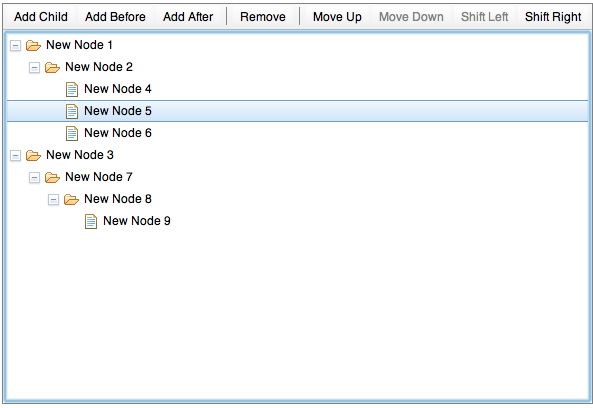 Add Child Add Before Add After Remove Move Up Move Down Shift Left Shift Right
New Node 1
New Node 2
New Node 4
New Node 5
New Node 6
New Node 3
New Node 7
New Node 8
New Node 9